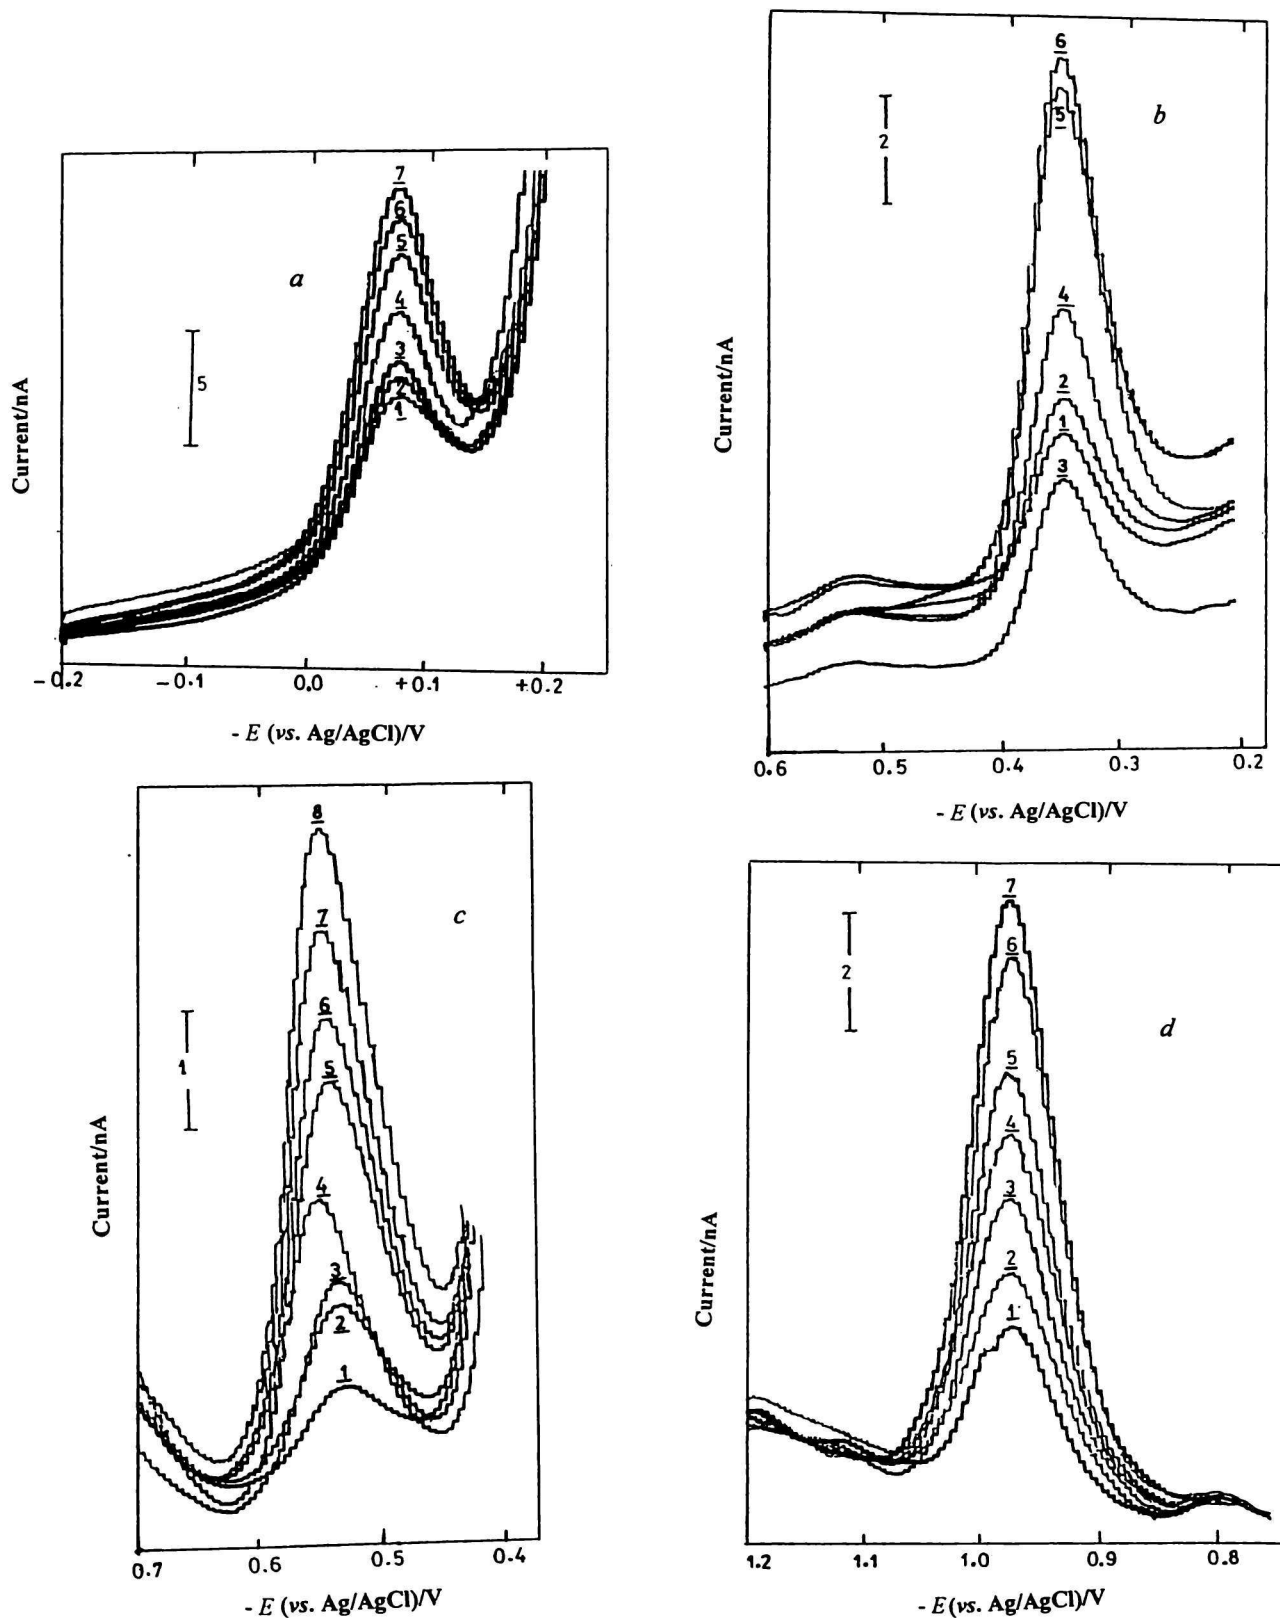 7
6
5
4
3
2
1
a
5
Current/nA
-0.2 -0.1 0.0 +0.1 +0.2
- E (vs. Ag/AgCl)/V
6
5
4
2
1
3
b
2
Current/nA
0.6 0.5 0.4 0.3 0.2
- E (vs. Ag/AgCl)/V
8
7
6
5
4
3
2
1
c
1
Current/nA
0.7 0.6 0.5 0.4
- E (vs. Ag/AgCl)/V
7
6
5
4
3
2
1
d
2
Current/nA
1.2 1.1 1.0 0.9 0.8
- E (vs. Ag/AgCl)/V